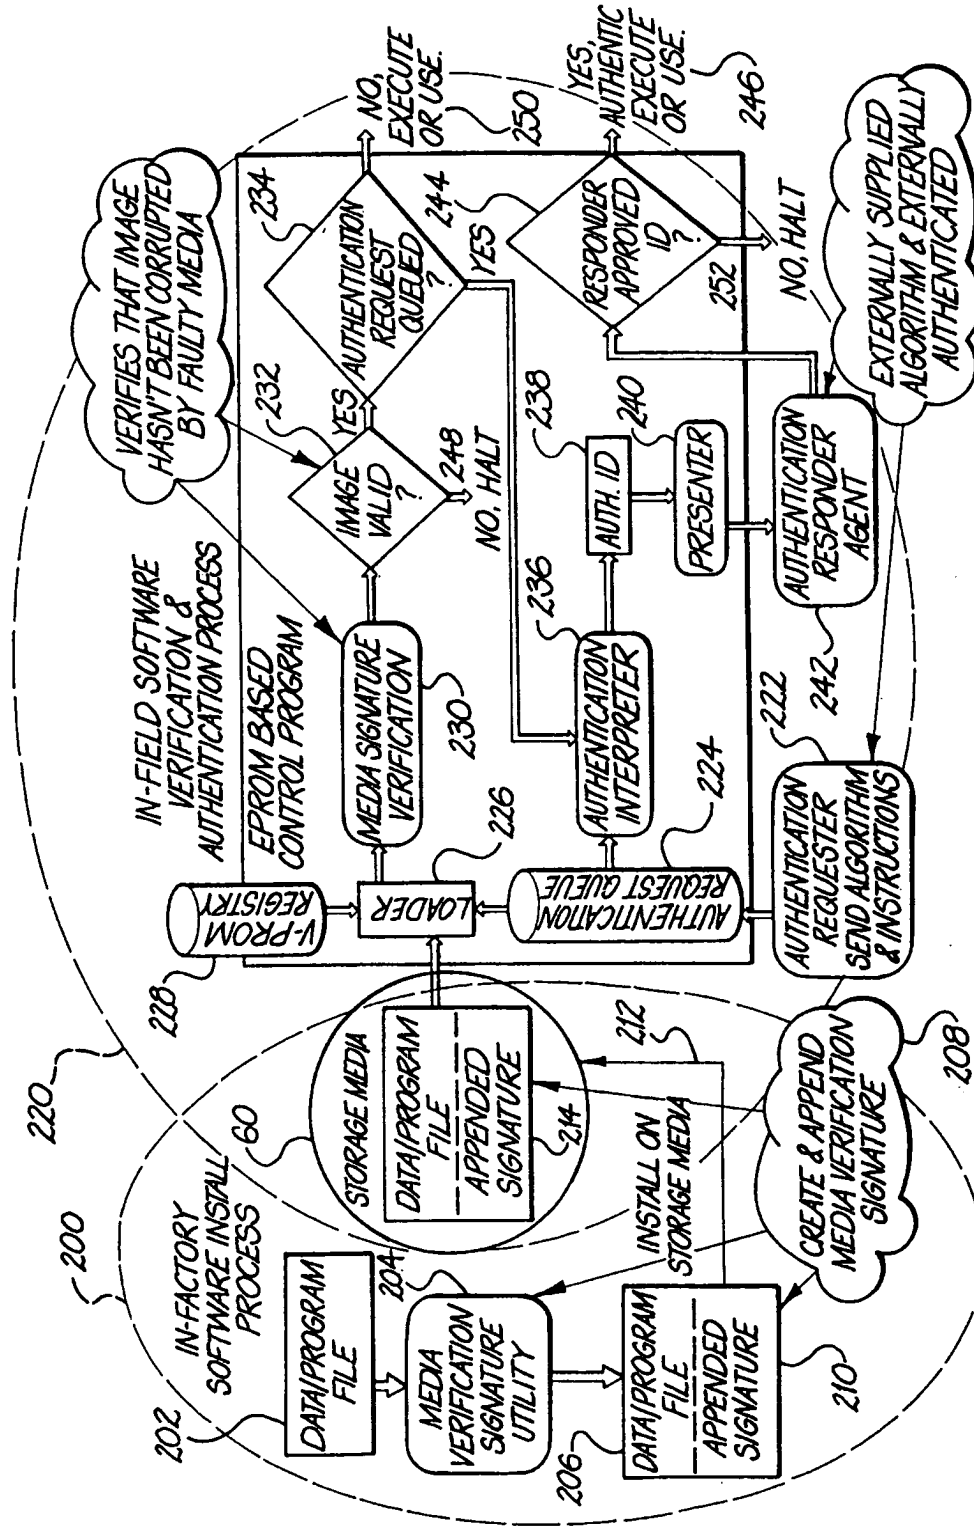 200
IN-FACTORY
SOFTWARE INSTALL
PROCESS
202
DATA/PROGRAM
FILE
204
MEDIA
VERIFICATION
SIGNATURE
UTILITY
206
DATA/PROGRAM
FILE
APPENDED
SIGNATURE
210
INSTALL ON
STORAGE MEDIA
212
CREATE & APPEND
MEDIA VERIFICATION
SIGNATURE
208
220
60
STORAGE MEDIA
DATA/PROGRAM
FILE
APPENDED
SIGNATURE
214
IN-FIELD SOFTWARE
VERIFICATION &
AUTHENTICATION PROCESS
EPROM BASED
CONTROL PROGRAM
228
V-PROM
REGISTRY
LOADER
226
AUTHENTICATION
REQUEST QUEUE
224
AUTHENTICATION
REQUESTER
SEND ALGORITHM
& INSTRUCTIONS
222
MEDIA SIGNATURE
VERIFICATION
230
VERIFIES THAT IMAGE
HASN'T BEEN CORRUPTED
BY FAULTY MEDIA
IMAGE
VALID
?
232
YES
248
NO, HALT
AUTHENTICATION
REQUEST
QUEUED
?
234
YES
NO,
EXECUTE
OR USE.
250
AUTHENTICATION
INTERPRETER
236
AUTH. ID
238
PRESENTER
240
AUTHENTICATION
RESPONDER
AGENT
242
RESPONDER
APPROVED
ID
?
244
YES,
AUTHENTIC
EXECUTE
OR USE.
246
252
NO, HALT
EXTERNALLY SUPPLIED
ALGORITHM & EXTERNALLY
AUTHENTICATED